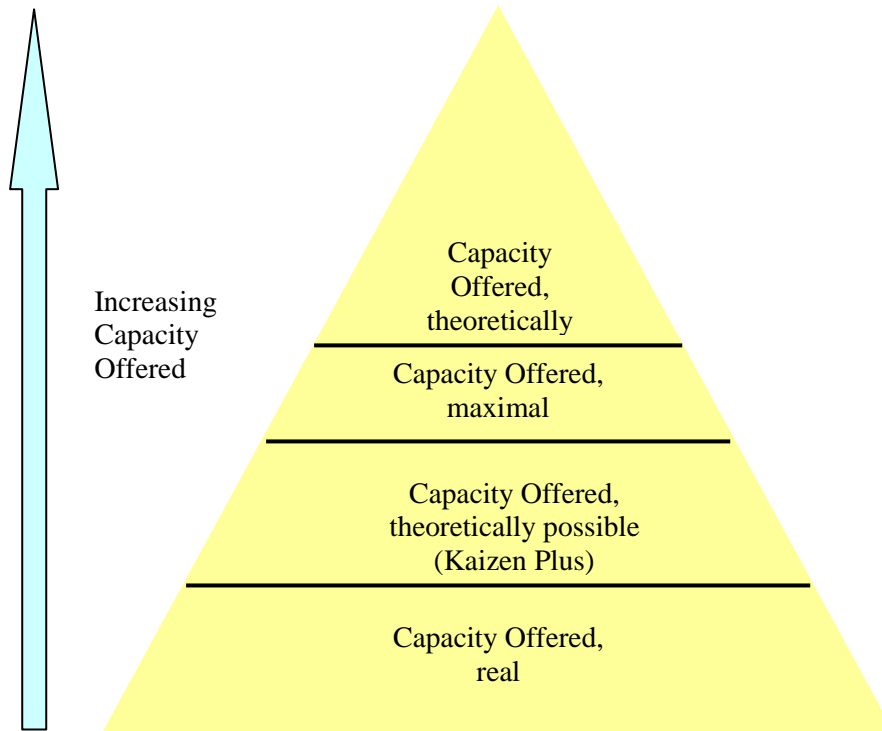 Capacity
Offered,
theoretically
Increasing
Capacity
Offered
Capacity Offered,
maximal
Capacity Offered,
theoretically possible
(Kaizen Plus)
Capacity Offered,
real